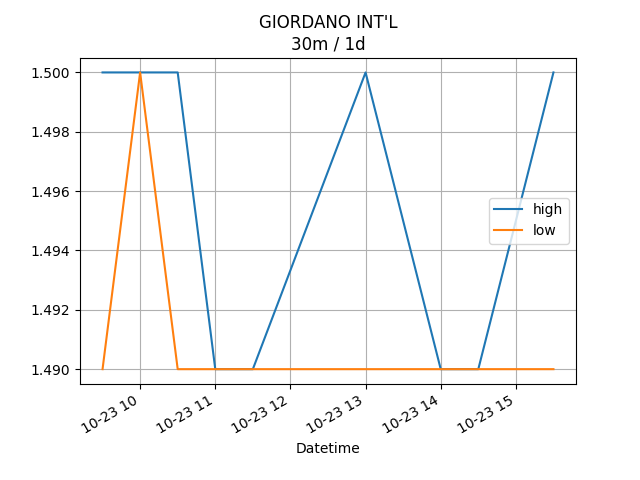 GIORDANO INT'L
30m / 1d
1.500
1.498
1.496
1.494
1.492
1.490
high
low
10-23 10
10-23 11
10-23 12
10-23 13
10-23 14
10-23 15
Datetime